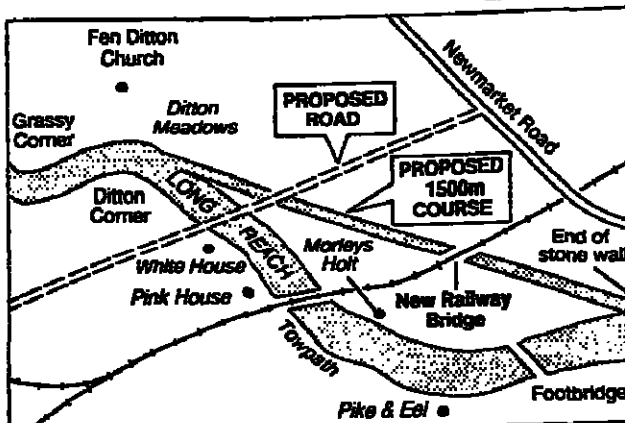 Fen Ditton
Church
Newmarket Road
Grassy
Corner
Ditton
Meadows
PROPOSED
ROAD
PROPOSED
1500m
COURSE
Ditton
Corner
LONG
REACH
White House
Morleys
Holt
End of
stone wall
Pink House
New Railway
Bridge
Towpath
Footbridge
Pike & Eel